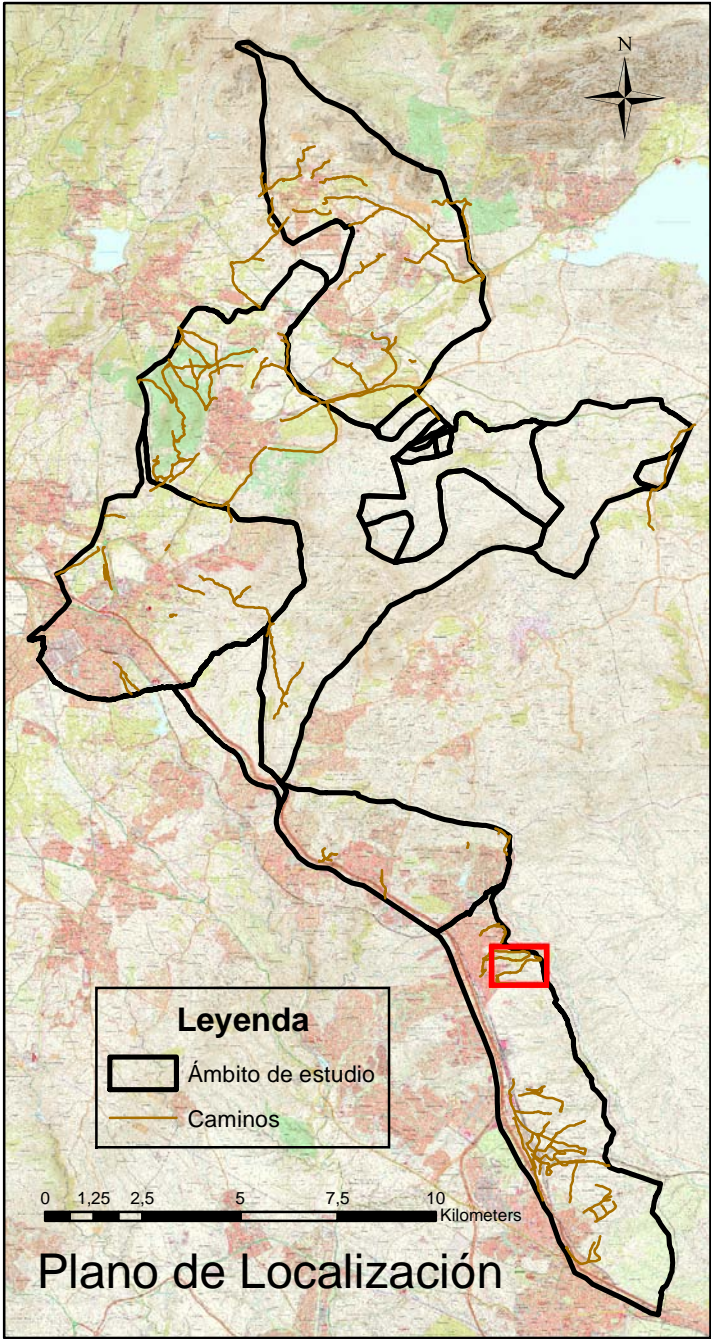 N
Leyenda
Ámbito de estudio
Caminos
0 1,25 2,5 5 7,5 10
Kilometers
Plano de Localización